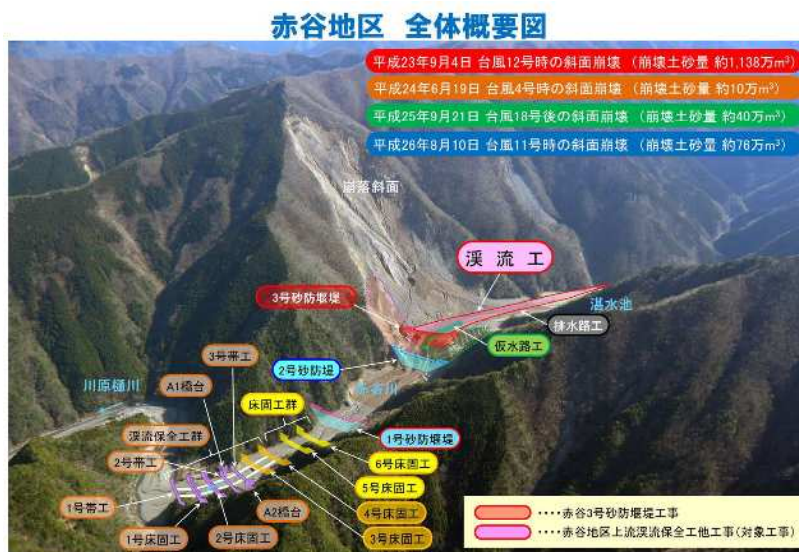 赤谷地区 全体概要図
平成23年9月4日 台風12号時の斜面崩壊 (崩壊土砂量 約1,138万m³)
平成24年6月19日 台風4号時の斜面崩壊 (崩壊土砂量 約10万m³)
平成25年9月21日 台風18号後の斜面崩壊 (崩壊土砂量 約40万m³)
平成26年8月10日 台風11号時の斜面崩壊 (崩壊土砂量 約76万m³)
崩落斜面
渓流工
3号砂防堰堤
湛水池
排水路工
仮水路工
2号砂防堤
赤谷川
3号帯工
A1橋台
川原樋川
床固工群
渓流保全工群
1号砂防堰堤
2号帯工
6号床固工
5号床固工
1号帯工
A2橋台
4号床固工
1号床固工
2号床固工
3号床固工
・・・・赤谷3号砂防堰堤工事
・・・・赤谷地区上流渓流保全工他工事(対象工事)